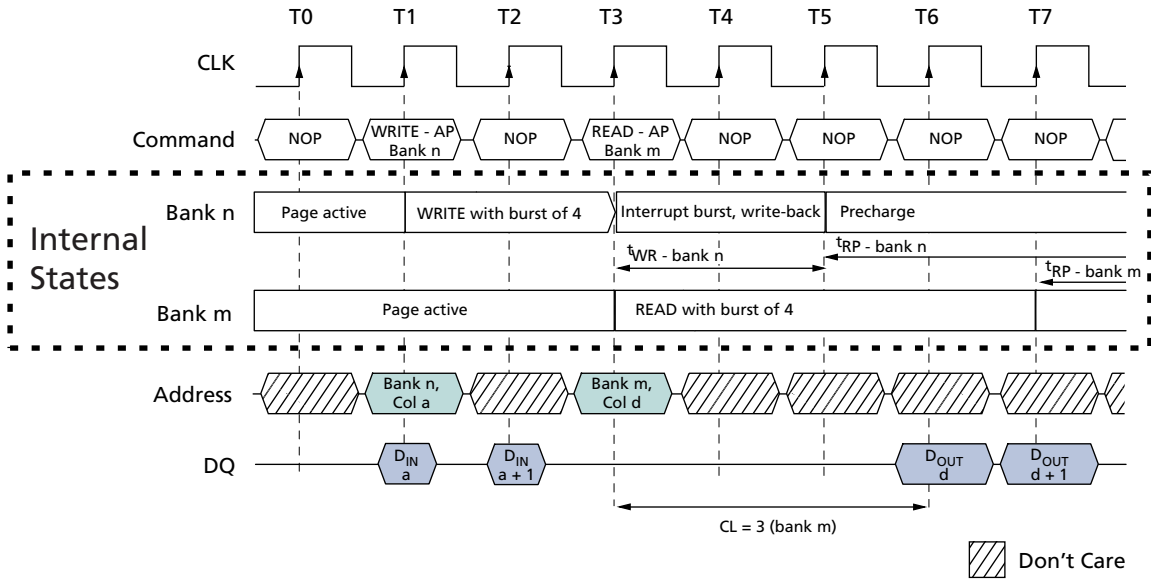 T0 T1 T2 T3 T4 T5 T6 T7
CLK
Command NOP WRITE - AP Bank n NOP READ - AP Bank m NOP NOP NOP NOP
Internal States
Bank n Page active WRITE with burst of 4 Interrupt burst, write-back Precharge
tWR - bank n tRP - bank n
tRP - bank m
Bank m Page active READ with burst of 4
Address Bank n, Col a Bank m, Col d
DQ DIN a DIN a + 1 DOUT d DOUT d + 1
CL = 3 (bank m)
Don't Care